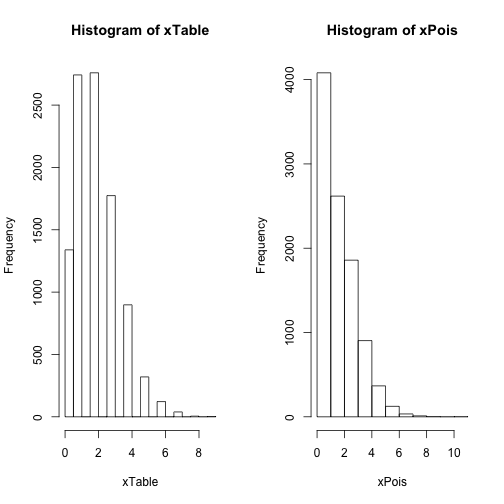 Histogram of xTable
Frequency
0
500
1000
1500
2000
2500
0 2 4 6 8
xTable
Histogram of xPois
Frequency
0
1000
2000
3000
4000
0 2 4 6 8 10
xPois